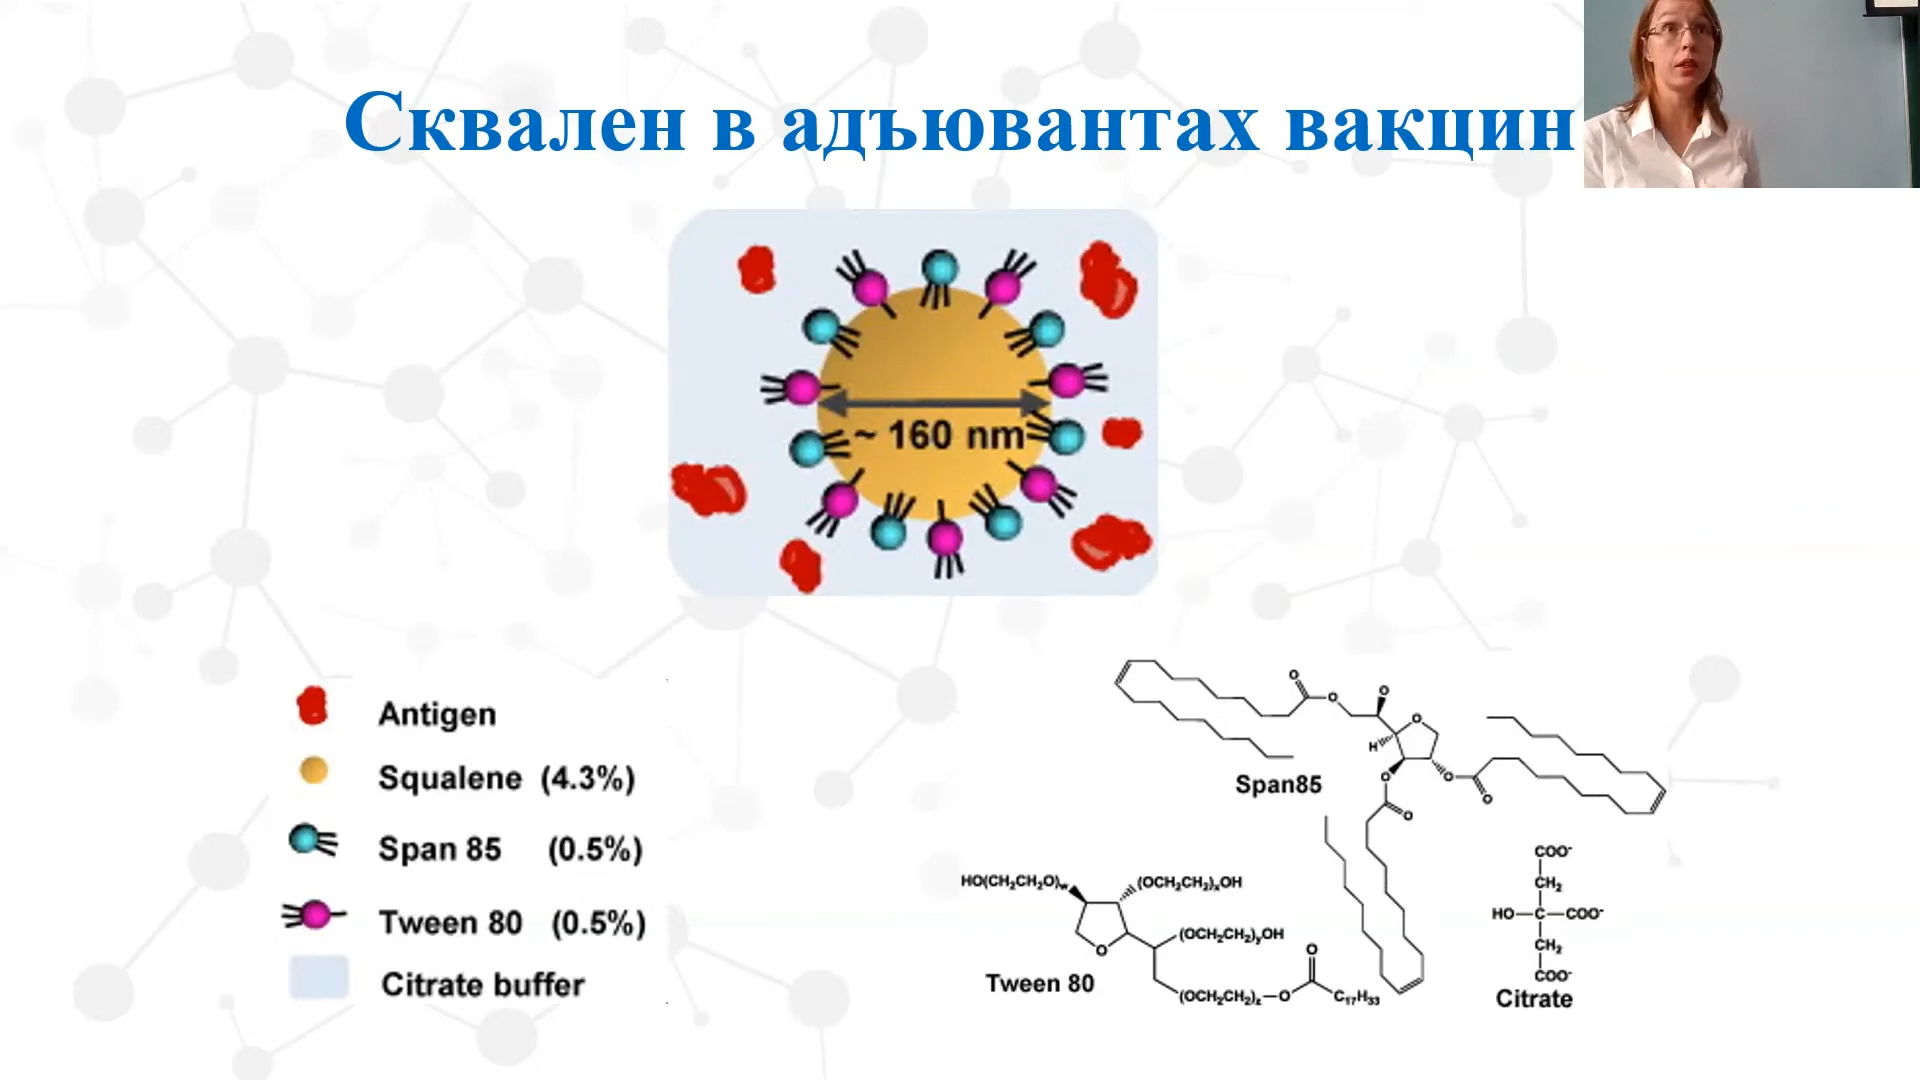 Сквален в адъювантах вакцин
~ 160 nm
Antigen
Squalene (4.3%)
Span 85 (0.5%)
Tween 80 (0.5%)
Citrate buffer
O
O
O
O
H
Span85
O
O
O
O
O
HO(CH₂CH₂O)w
(OCH₂CH₂)xOH
O
(OCH₂CH₂)yOH
O
(OCH₂CH₂)z—O
C₁₇H₃₃
Tween 80
COO⁻
CH₂
HO—C—COO⁻
CH₂
COO⁻
Citrate